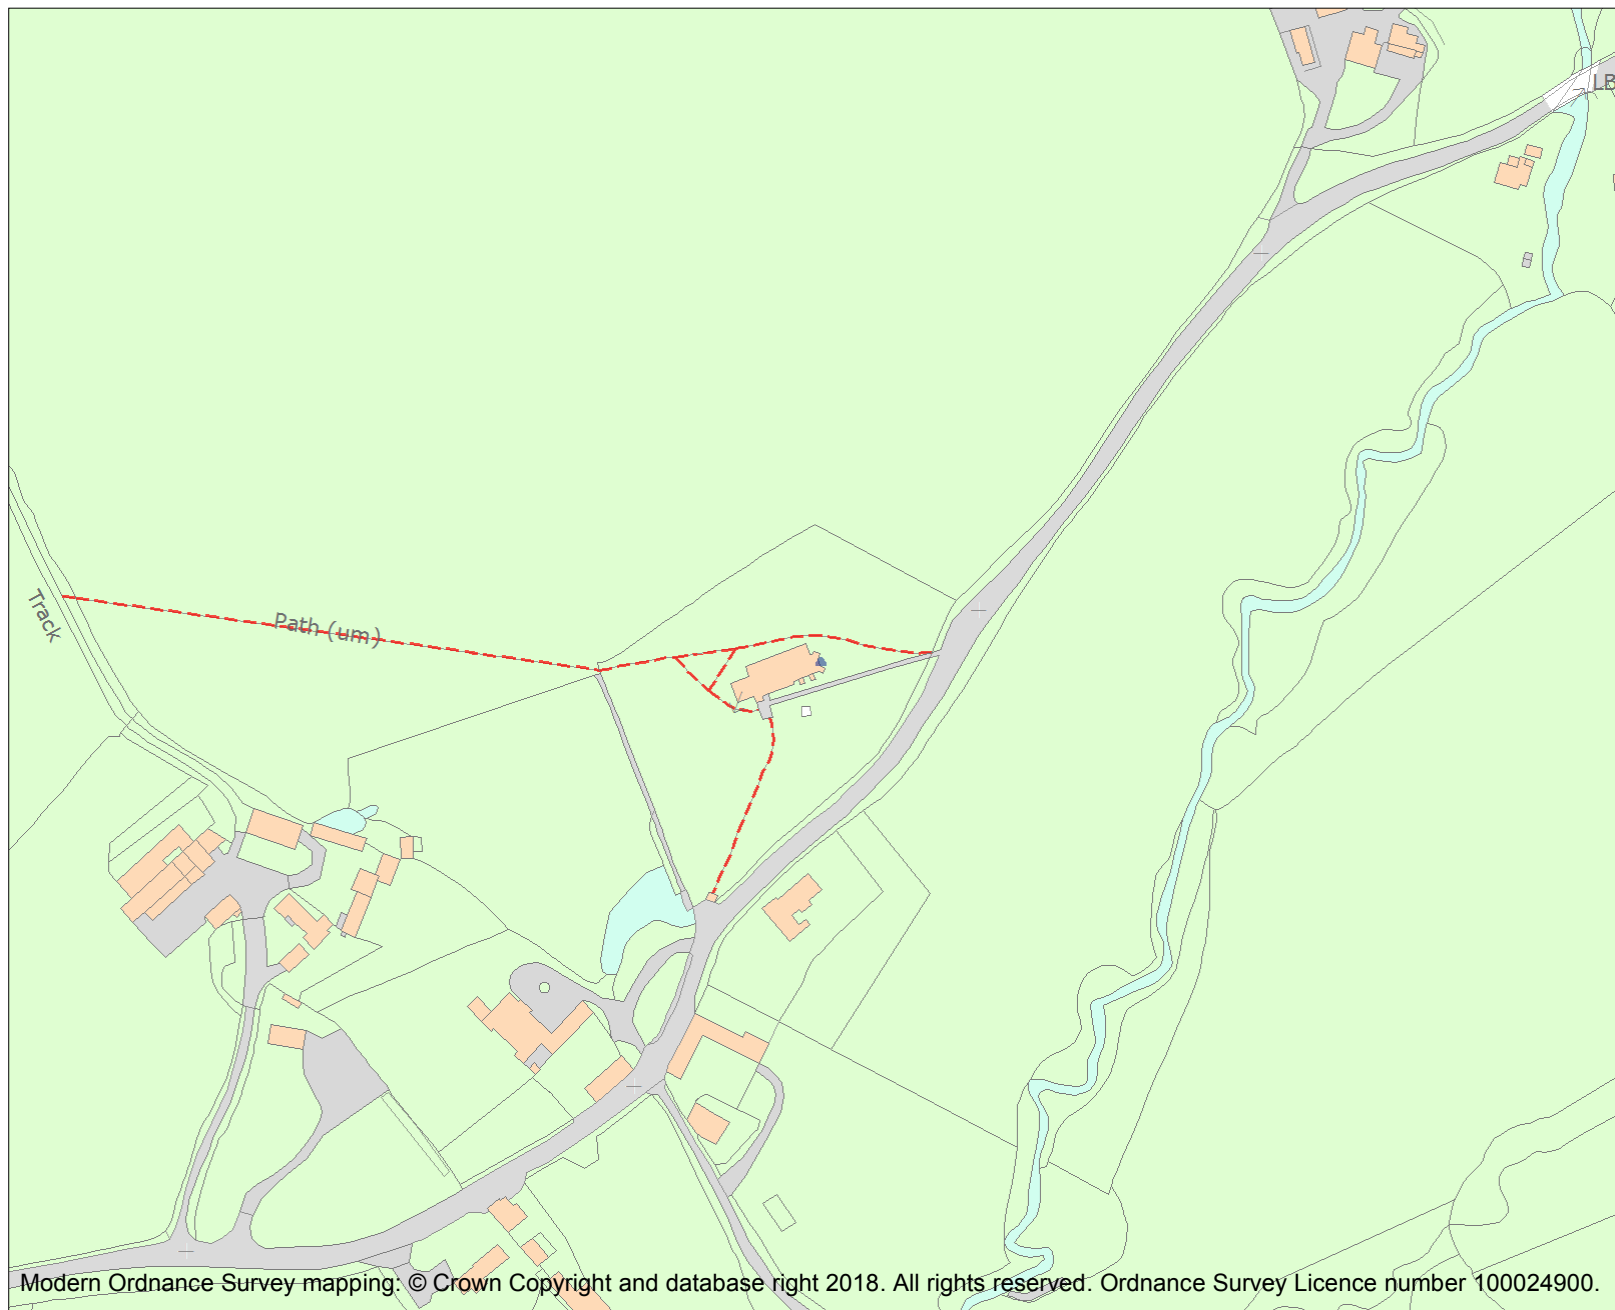 LB
Path (um)
Track
Modern Ordnance Survey mapping: © Crown Copyright and database right 2018. All rights reserved. Ordnance Survey Licence number 100024900.